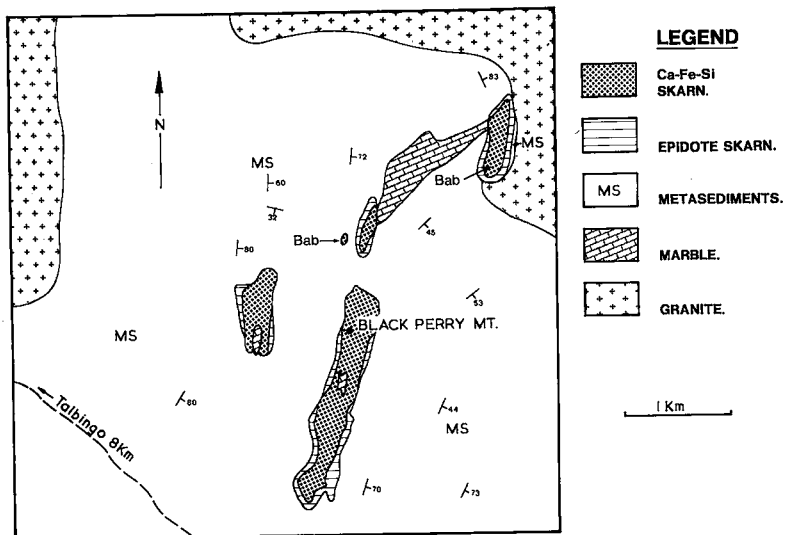 LEGEND
Ca-Fe-Si
SKARN.
EPIDOTE SKARN.
MS
METASEDIMENTS.
MARBLE.
GRANITE.
1 Km
N
83
MS
MS
72
60
Bab
32
45
80
Bab
53
BLACK PERRY MT.
MS
60
44
MS
Talbingo 8Km
70
73